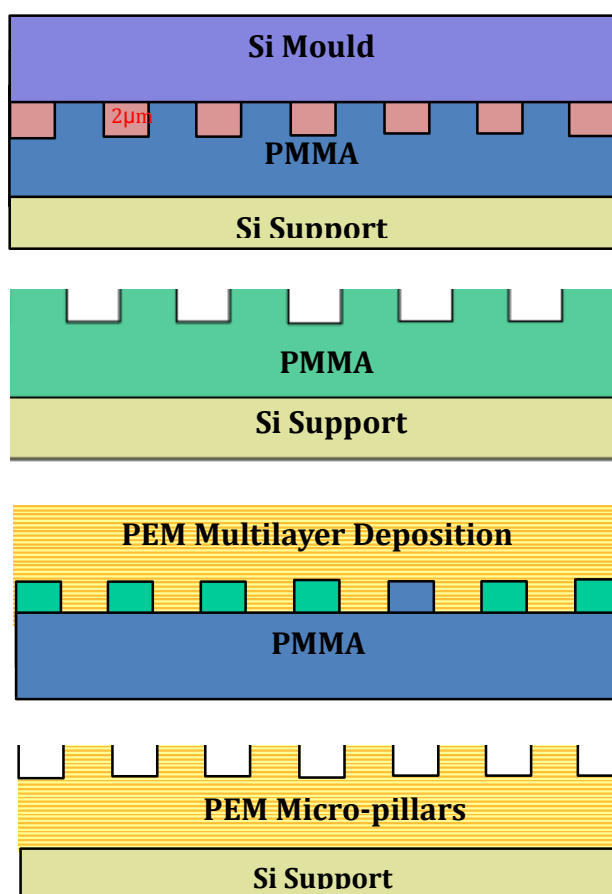 Si Mould
2µm
PMMA
Si Support
PMMA
Si Support
PEM Multilayer Deposition
PMMA
PEM Micro-pillars
Si Support